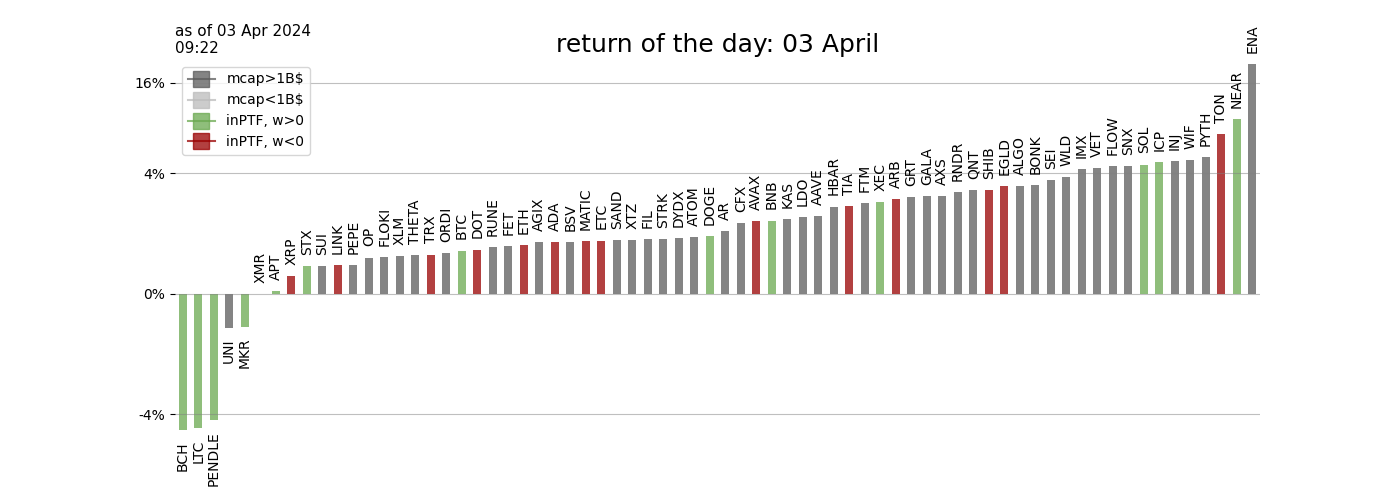 as of 03 Apr 2024
09:22
return of the day: 03 April
mcap>1B$
mcap<1B$
inPTF, w>0
inPTF, w<0
16%
4%
0%
-4%
BCH
LTC
PENDLE
UNI
MKR
XMR
APT
XRP
STX
SUI
LINK
PEPE
OP
FLOKI
XLM
THETA
TRX
ORDI
BTC
DOT
RUNE
FET
ETH
AGIX
ADA
BSV
MATIC
ETC
SAND
XTZ
FIL
STRK
DYDX
ATOM
DOGE
AR
CFX
AVAX
BNB
KAS
LDO
AAVE
HBAR
TIA
FTM
XEC
ARB
GRT
GALA
AXS
RNDR
QNT
SHIB
EGLD
ALGO
BONK
SEI
WLD
IMX
VET
FLOW
SNX
SOL
ICP
INJ
WIF
PYTH
TON
NEAR
ENA